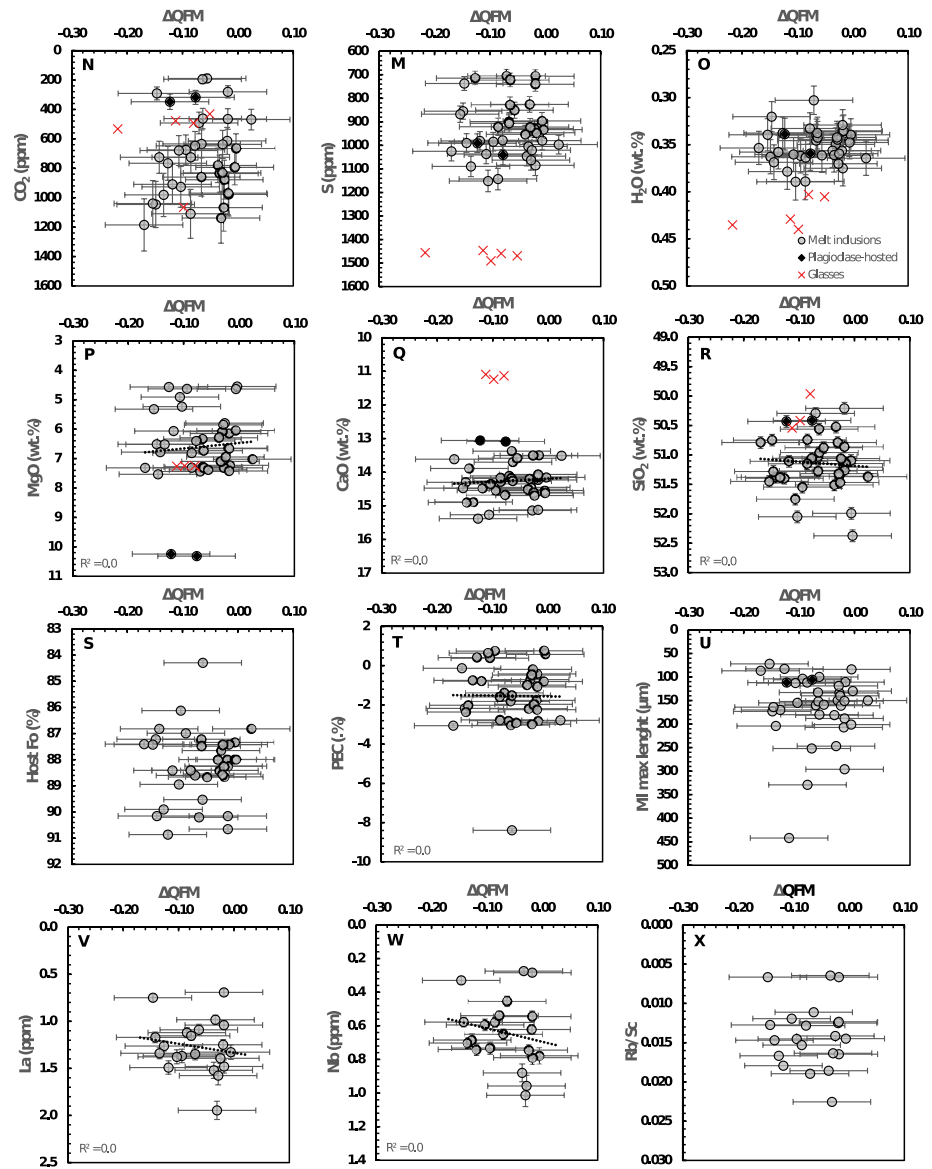 ΔQFM ΔQFM ΔQFM
-0.30 -0.20 -0.10 0.00 0.10 -0.30 -0.20 -0.10 0.00 0.10 -0.30 -0.20 -0.10 0.00 0.10
N
CO2 (ppm)
0
200
400
600
800
1000
1200
1400
1600
M
S (ppm)
600
700
800
900
1000
1100
1200
1300
1400
1500
1600
O
H2O (wt.%)
0.25
0.30
0.35
0.40
0.45
0.50
Melt indusions
Plagiodase-hosted
Glasses
ΔQFM ΔQFM ΔQFM
-0.30 -0.20 -0.10 0.00 0.10 -0.30 -0.20 -0.10 0.00 0.10 -0.30 -0.20 -0.10 0.00 0.10
P
MgO (wt.%)
3
4
5
6
7
8
9
10
11
R² =0.0
Q
CaO (wt.%)
10
11
12
13
14
15
16
17
R² =0.0
R
SiO2 (wt.%)
49.0
49.5
50.0
50.5
51.0
51.5
52.0
52.5
53.0
R² =0.0
ΔQFM ΔQFM ΔQFM
-0.30 -0.20 -0.10 0.00 0.10 -0.30 -0.20 -0.10 0.00 0.10 -0.30 -0.20 -0.10 0.00 0.10
S
Host Fo (%)
83
84
85
86
87
88
89
90
91
92
T
PEC (.%)
2
0
-2
-4
-6
-8
-10
R² =0.0
U
MI max lenght (µm)
0
50
100
150
200
250
300
350
400
450
500
ΔQFM ΔQFM ΔQFM
-0.30 -0.20 -0.10 0.00 0.10 -0.30 -0.20 -0.10 0.00 0.10 -0.30 -0.20 -0.10 0.00 0.10
V
La (ppm)
0.0
0.5
1.0
1.5
2.0
2.5
R² =0.0
W
Nb (ppm)
0.0
0.2
0.4
0.6
0.8
1.0
1.2
1.4
R² =0.0
X
Rb/Sc
0.000
0.005
0.010
0.015
0.020
0.025
0.030